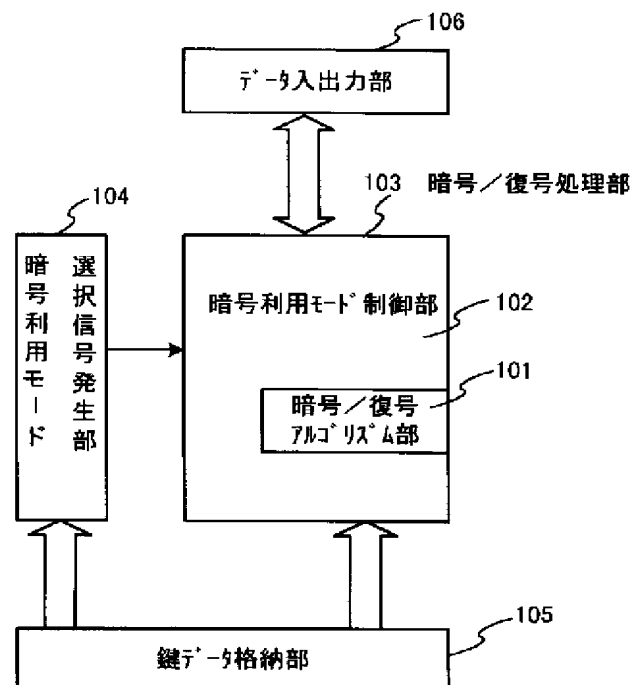 106
データ入出力部
103 暗号／復号処理部
104
暗号利用モード
選択信号発生部
暗号利用モード制御部
102
101
暗号／復号
アルゴリズム部
105
鍵データ格納部